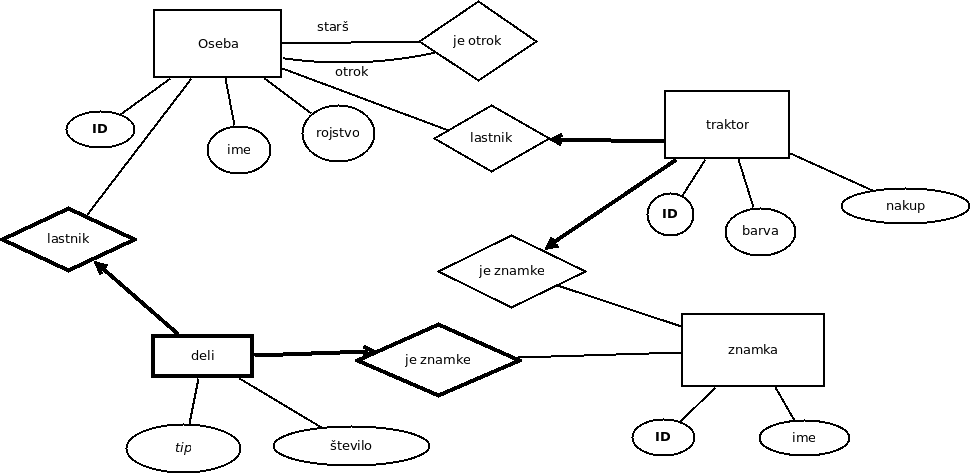 starš
je otrok
Oseba
otrok
ID
ime
rojstvo
lastnik
traktor
ID
barva
nakup
lastnik
je znamke
deli
je znamke
znamka
tip
število
ID
ime